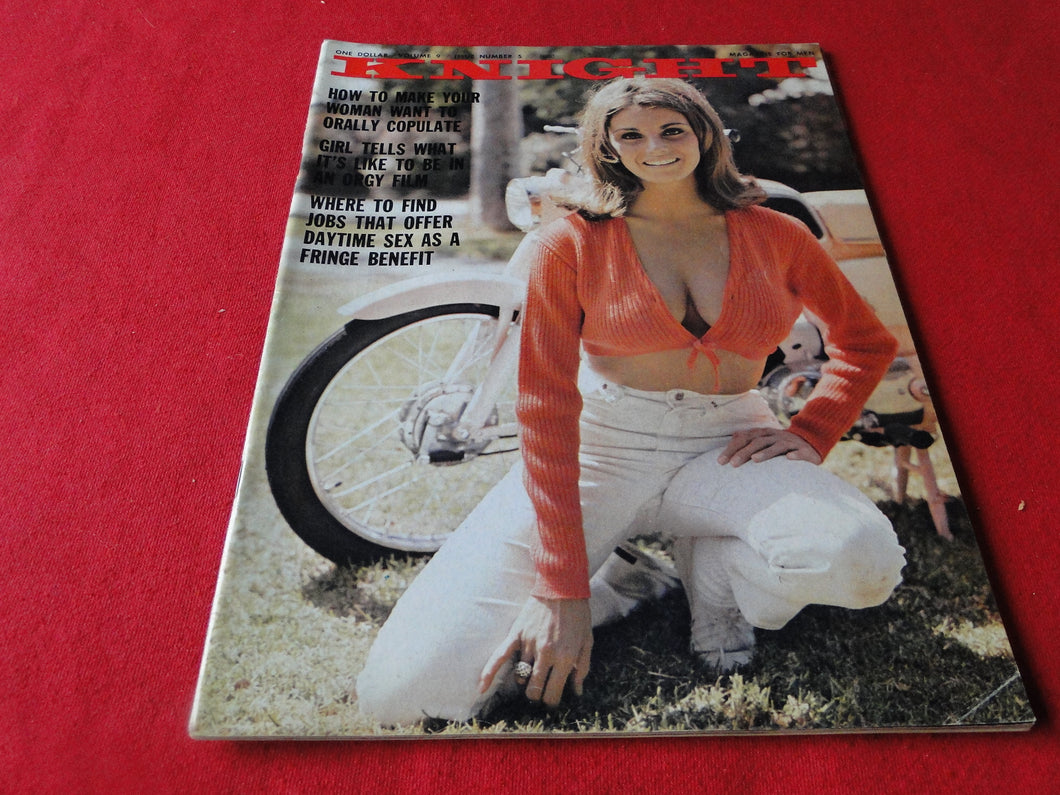 ONE DOLLAR / VOLUME 9 / ISSUE NUMBER 5
MAGAZINE FOR MEN
KNIGHT
HOW TO MAKE YOUR
WOMAN WANT TO
ORALLY COPULATE
GIRL TELLS WHAT
IT'S LIKE TO BE IN
AN ORGY FILM
WHERE TO FIND
JOBS THAT OFFER
DAYTIME SEX AS A
FRINGE BENEFIT